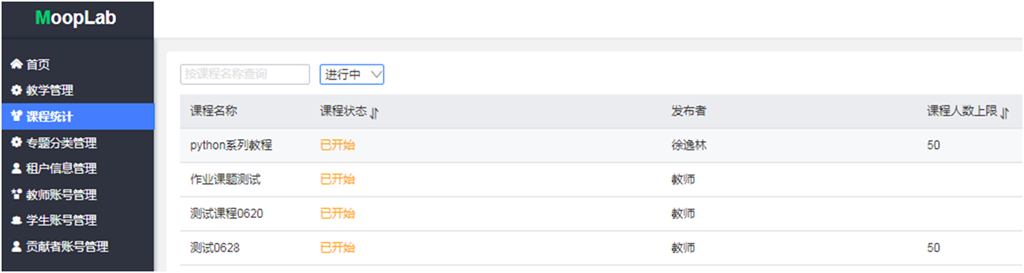 MoopLab
首页
教学管理
课程统计
专题分类管理
租户信息管理
教师账号管理
学生账号管理
贡献者账号管理
按课程名称查询 进行中
课程名称 课程状态 发布者 课程人数上限
python系列教程 已开始 徐逸林 50
作业课题测试 已开始 教师
测试课程0620 已开始 教师
测试0628 已开始 教师 50